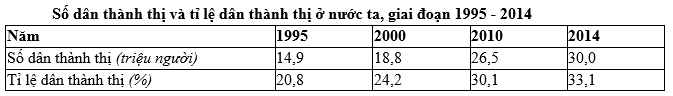 Số dân thành thị và tỉ lệ dân thành thị ở nước ta, giai đoạn 1995 - 2014
Năm 1995 2000 2010 2014
Số dân thành thị (triệu người) 14,9 18,8 26,5 30,0
Tỉ lệ dân thành thị (%) 20,8 24,2 30,1 33,1